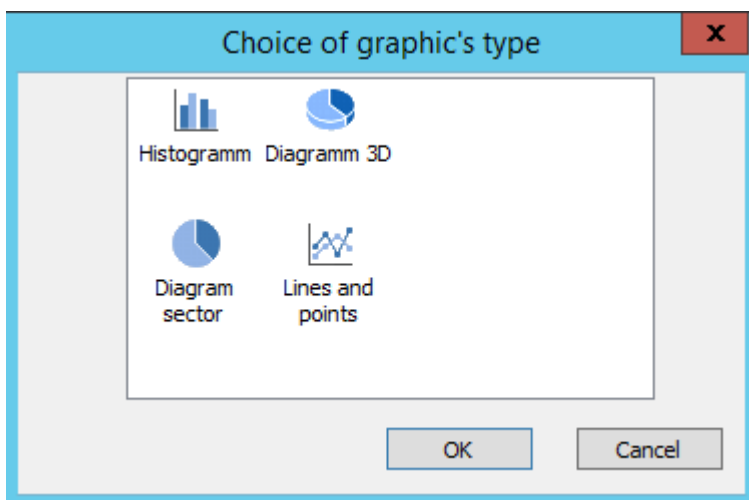 Choice of graphic's type
x
Histogramm Diagramm 3D
Diagram sector
Lines and points
OK Cancel